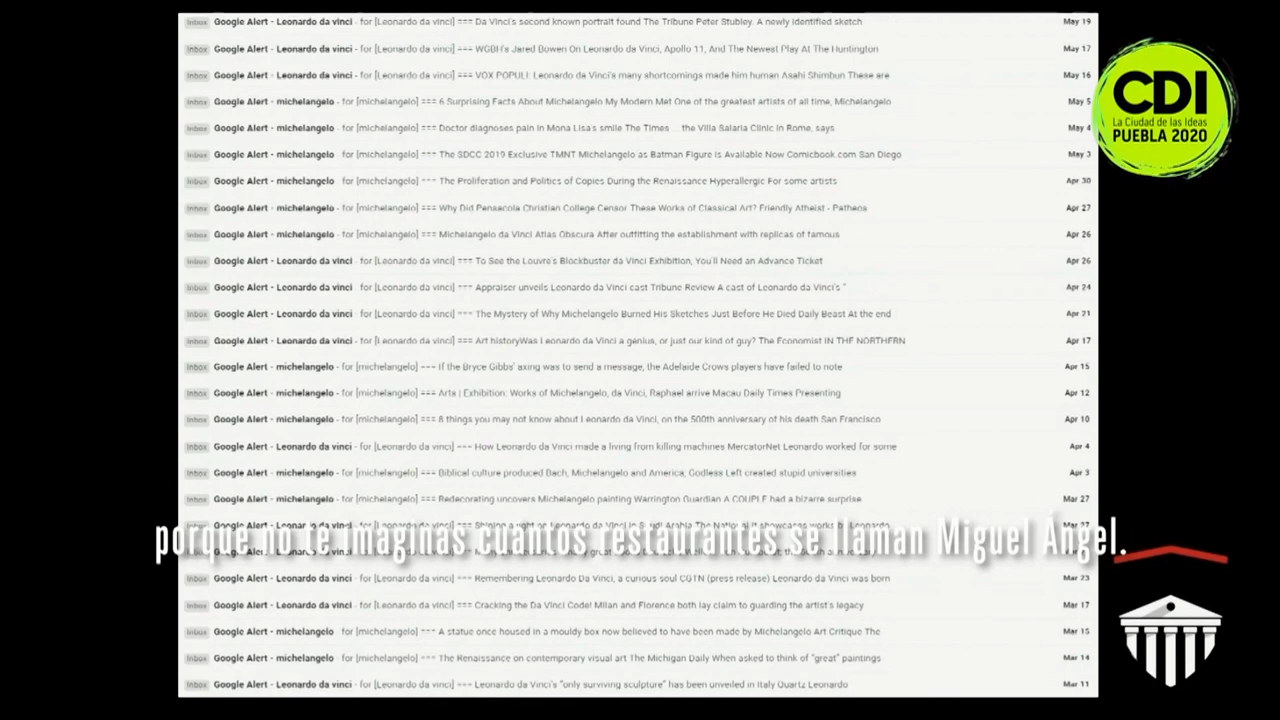 Inbox Google Alert - Leonardo da vinci - for [Leonardo da vinci] === Da Vinci's second known portrait found The Tribune Peter Stubley. A newly identified sketch May 19
Inbox Google Alert - Leonardo da vinci - for [Leonardo da vinci] === WGBH's Jared Bowen On Leonardo da Vinci, Apollo 11, And The Newest Play At The Huntington May 17
Inbox Google Alert - Leonardo da vinci - for [Leonardo da vinci] === VOX POPULI: Leonardo da Vinci's many shortcomings made him human Asahi Shimbun These are May 16
Inbox Google Alert - michelangelo - for [michelangelo] === 6 Surprising Facts About Michelangelo My Modern Met One of the greatest artists of all time, Michelangelo May 5
Inbox Google Alert - michelangelo - for [michelangelo] === Doctor diagnoses pain in Mona Lisa's smile The Times ... the Villa Salaria Clinic in Rome, says May 4
Inbox Google Alert - michelangelo - for [michelangelo] === The SDCC 2019 Exclusive TMNT Michelangelo as Batman Figure is Available Now Comicbook.com San Diego May 3
Inbox Google Alert - michelangelo - for [michelangelo] === The Proliferation and Politics of Copies During the Renaissance Hyperallergic For some artists Apr 30
Inbox Google Alert - michelangelo - for [michelangelo] === Why Did Pensacola Christian College Censor These Works of Classical Art? Friendly Atheist - Patheos Apr 27
Inbox Google Alert - michelangelo - for [michelangelo] === Michelangelo da Vinci Atlas Obscura After outfitting the establishment with replicas of famous Apr 26
Inbox Google Alert - Leonardo da vinci - for [Leonardo da vinci] === To See the Louvre's Blockbuster da Vinci Exhibition, You'll Need an Advance Ticket Apr 26
Inbox Google Alert - Leonardo da vinci - for [Leonardo da vinci] === Appraiser unveils Leonardo da Vinci cast Tribune Review A cast of Leonardo da Vinci's " Apr 24
Inbox Google Alert - Leonardo da vinci - for [Leonardo da vinci] === The Mystery of Why Michelangelo Burned His Sketches Just Before He Died Daily Beast At the end Apr 21
Inbox Google Alert - Leonardo da vinci - for [Leonardo da vinci] === Art historyWas Leonardo da Vinci a genius, or just our kind of guy? The Economist IN THE NORTHERN Apr 17
Inbox Google Alert - michelangelo - for [michelangelo] === If the Bryce Gibbs' axing was to send a message, the Adelaide Crows players have failed to note Apr 15
Inbox Google Alert - michelangelo - for [michelangelo] === Arts | Exhibition: Works of Michelangelo, da Vinci, Raphael arrive Macau Daily Times Presenting Apr 12
Inbox Google Alert - michelangelo - for [michelangelo] === 8 things you may not know about Leonardo da Vinci, on the 500th anniversary of his death San Francisco Apr 10
Inbox Google Alert - Leonardo da vinci - for [Leonardo da vinci] === How Leonardo da Vinci made a living from killing machines MercatorNet Leonardo worked for some Apr 4
Inbox Google Alert - michelangelo - for [michelangelo] === Biblical culture produced Bach, Michelangelo and America; Godless Left created stupid universities Apr 3
Inbox Google Alert - michelangelo - for [michelangelo] === Redecorating uncovers Michelangelo painting Warrington Guardian A COUPLE had a bizarre surprise Mar 27
porque no te imaginas cuántos restaurantes se llaman Miguel Ángel.
Inbox Google Alert - Leonardo da vinci - for [Leonardo da vinci] === Remembering Leonardo Da Vinci, a curious soul CGTN (press release) Leonardo da Vinci was born Mar 23
Inbox Google Alert - Leonardo da vinci - for [Leonardo da vinci] === Cracking the Da Vinci Code! Milan and Florence both lay claim to guarding the artist's legacy Mar 17
Inbox Google Alert - michelangelo - for [michelangelo] === A statue once housed in a mouldy box now believed to have been made by Michelangelo Art Critique The Mar 15
Inbox Google Alert - michelangelo - for [michelangelo] === The Renaissance on contemporary visual art The Michigan Daily When asked to think of "great" paintings Mar 14
Inbox Google Alert - Leonardo da vinci - for [Leonardo da vinci] === Leonardo da Vinci's "only surviving sculpture" has been unveiled in Italy Quartz Leonardo Mar 11
CDI
La Ciudad de las Ideas
PUEBLA 2020